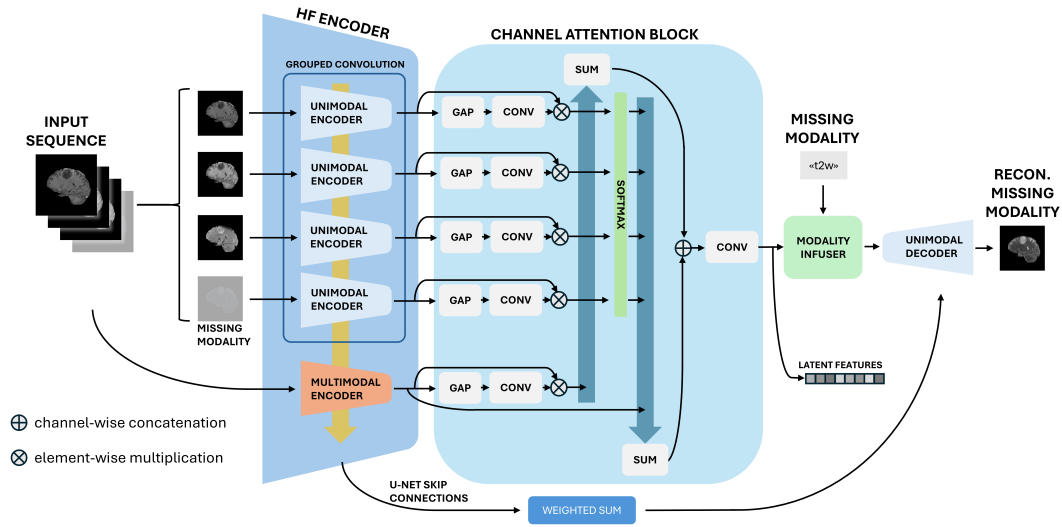 HF ENCODER
CHANNEL ATTENTION BLOCK
INPUT
SEQUENCE
GROUPED CONVOLUTION
UNIMODAL
ENCODER
UNIMODAL
ENCODER
UNIMODAL
ENCODER
UNIMODAL
ENCODER
MULTIMODAL
ENCODER
MISSING
MODALITY
SUM
GAP
CONV
GAP
CONV
GAP
CONV
GAP
CONV
GAP
CONV
SOFTMAX
SUM
CONV
MISSING
MODALITY
«t2w»
MODALITY
INFUSER
UNIMODAL
DECODER
RECON.
MISSING
MODALITY
LATENT FEATURES
channel-wise concatenation
element-wise multiplication
U-NET SKIP
CONNECTIONS
WEIGHTED SUM